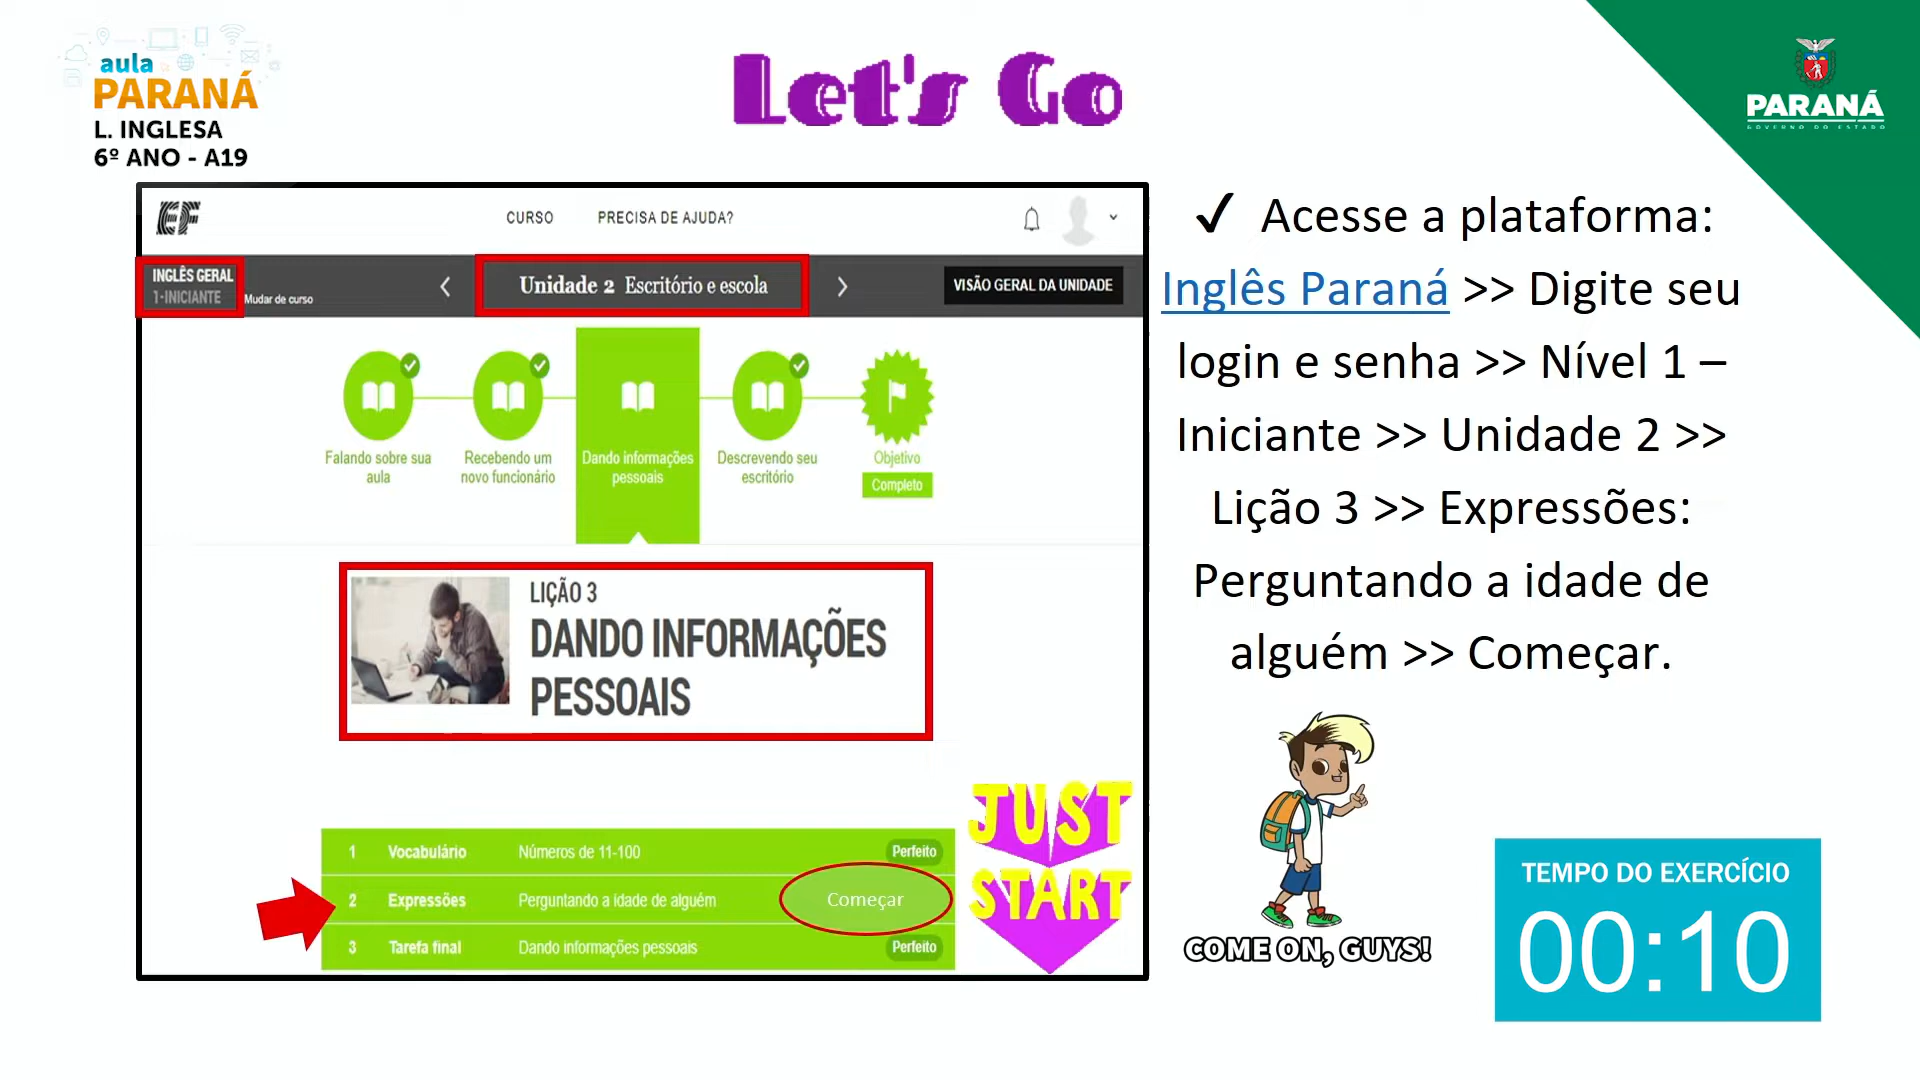 aula
PARANÁ
L. INGLESA
6º ANO - A19
Let's Go
PARANÁ
GOVERNO DO ESTADO
EF
CURSO
PRECISA DE AJUDA?
INGLÊS GERAL
1-INICIANTE
Mudar de curso
Unidade 2 Escritório e escola
VISÃO GERAL DA UNIDADE
Falando sobre sua
aula
Recebendo um
novo funcionário
Dando informações
pessoais
Descrevendo seu
escritório
Objetivo
Completo
LIÇÃO 3
DANDO INFORMAÇÕES
PESSOAIS
1 Vocabulário Números de 11-100 Perfeito
2 Expressões Perguntando a idade de alguém Começar
3 Tarefa final Dando informações pessoais Perfeito
JUST
START
✓ Acesse a plataforma:
Inglês Paraná >> Digite seu
login e senha >> Nível 1 –
Iniciante >> Unidade 2 >>
Lição 3 >> Expressões:
Perguntando a idade de
alguém >> Começar.
COME ON, GUYS!
TEMPO DO EXERCÍCIO
00:10